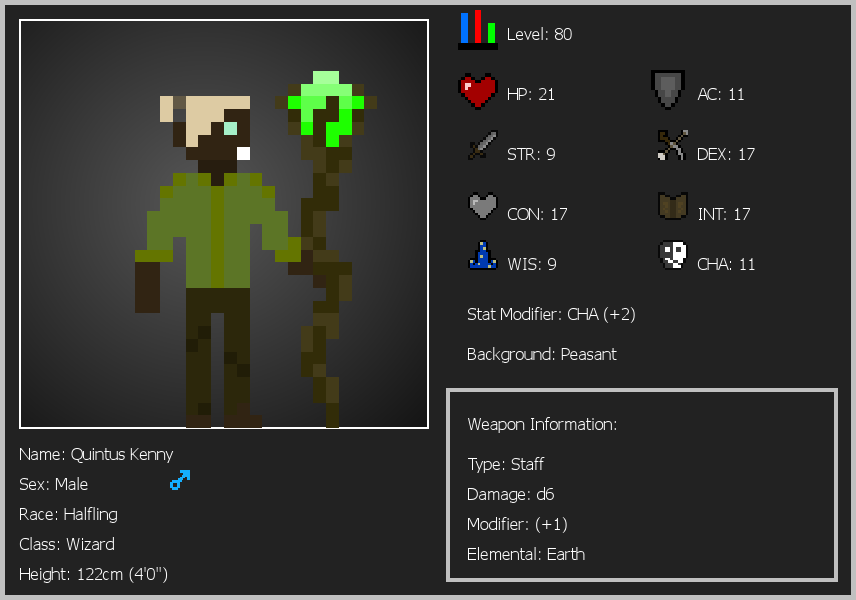 Level: 80
HP: 21
AC: 11
STR: 9
DEX: 17
CON: 17
INT: 17
WIS: 9
CHA: 11
Stat Modifier: CHA (+2)
Background: Peasant
Weapon Information:
Type: Staff
Damage: d6
Modifier: (+1)
Elemental: Earth
Name: Quintus Kenny
Sex: Male
Race: Halfling
Class: Wizard
Height: 122cm (4'0")